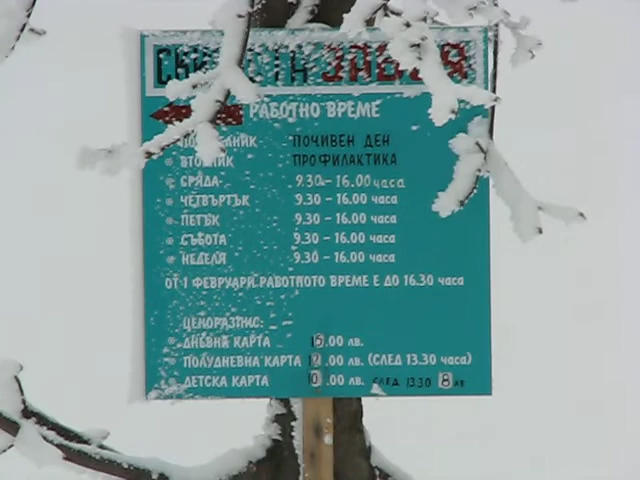 РАБОТНО ВРЕМЕ
ПОЧИВЕН ДЕН
ВТОРНИК ПРОФИЛАКТИКА
СРЯДА 9.30 - 16.00 часа
ЧЕТВЪРТЪК 9.30 - 16.00 часа
ПЕТЪК 9.30 - 16.00 часа
СЪБОТА 9.30 - 16.00 часа
НЕДЕЛЯ 9.30 - 16.00 часа
ОТ 1 ФЕВРУАРИ РАБОТНОТО ВРЕМЕ Е ДО 16.30 часа
ЦЕНОРАЗПИС:
ДНЕВНА КАРТА 16.00 лв.
ПОЛУДНЕВНА КАРТА 12.00 лв. (СЛЕД 13.30 часа)
ДЕТСКА КАРТА 10.00 лв. СЛЕД 13.30 8 лв